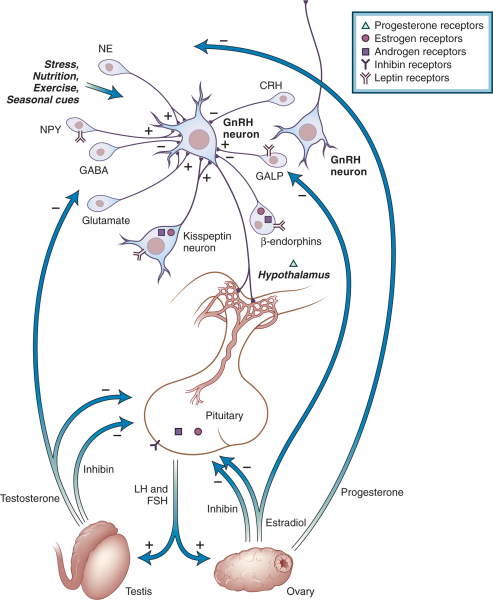 Progesterone receptors
Estrogen receptors
Androgen receptors
Inhibin receptors
Leptin receptors
NE
−
Stress,
Nutrition,
Exercise,
Seasonal cues
CRH
+
−
GnRH
neuron
NPY
+
+
−
−
GABA
+
+
GALP
GnRH
neuron
−
−
Glutamate
Kisspeptin
neuron
β-endorphins
Hypothalamus
−
−
Pituitary
−
−
Inhibin
Testosterone
LH and
FSH
Inhibin
Estradiol
Progesterone
+
+
Testis
Ovary